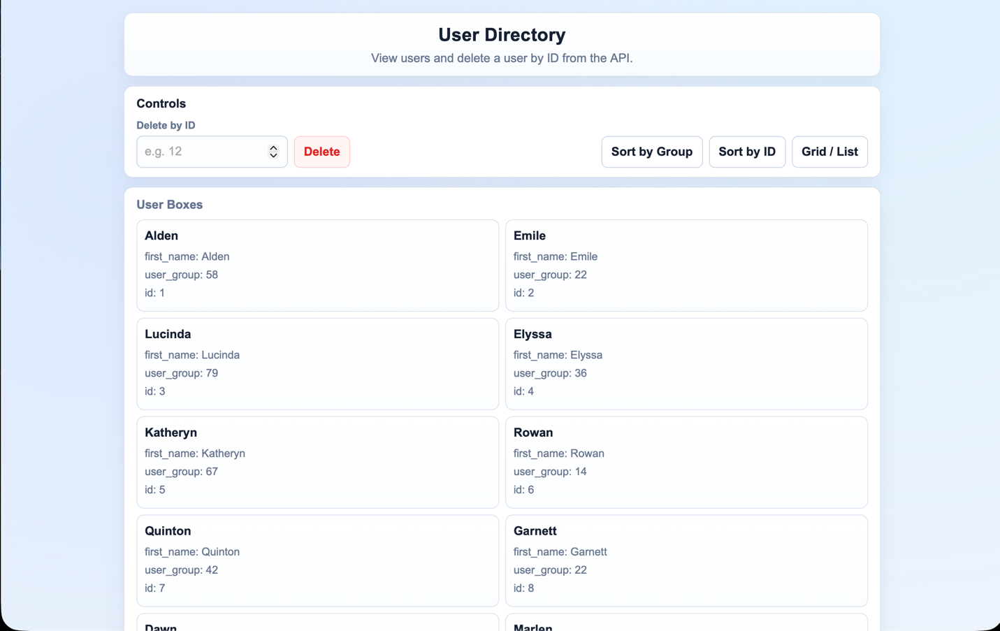 User Directory
View users and delete a user by ID from the API.
Controls
Delete by ID
e.g. 12
Delete
Sort by Group
Sort by ID
Grid / List
User Boxes
Alden
first_name: Alden
user_group: 58
id: 1
Emile
first_name: Emile
user_group: 22
id: 2
Lucinda
first_name: Lucinda
user_group: 79
id: 3
Elyssa
first_name: Elyssa
user_group: 36
id: 4
Katheryn
first_name: Katheryn
user_group: 67
id: 5
Rowan
first_name: Rowan
user_group: 14
id: 6
Quinton
first_name: Quinton
user_group: 42
id: 7
Garnett
first_name: Garnett
user_group: 22
id: 8
Dawn
Marlen